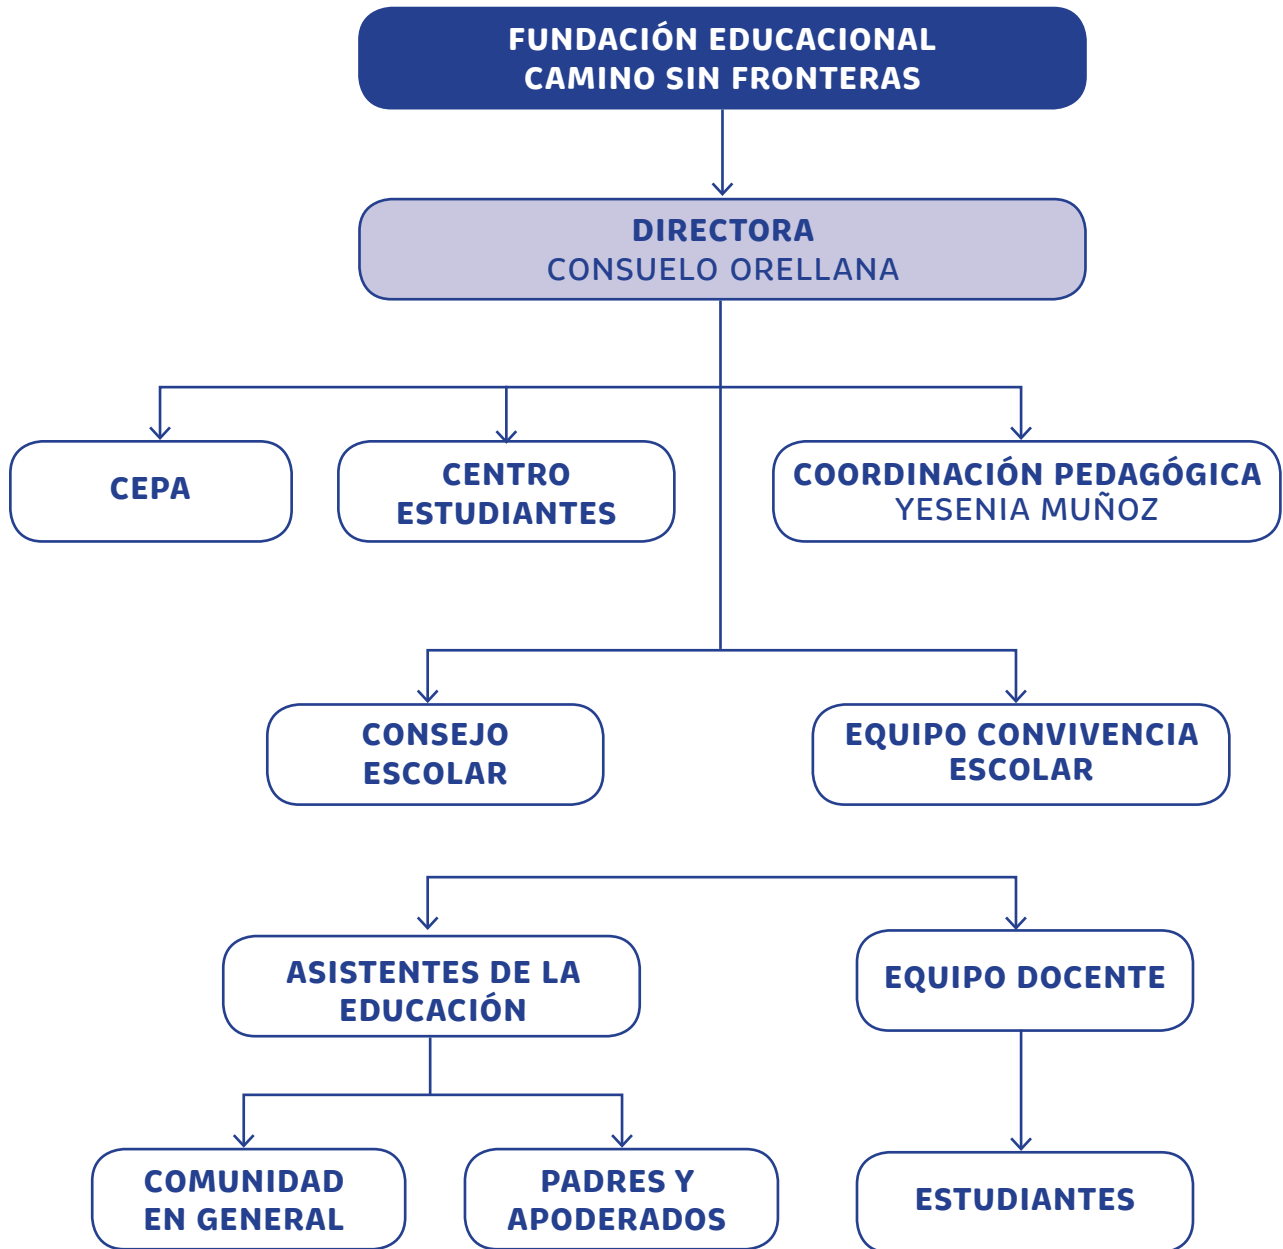 FUNDACIÓN EDUCACIONAL
CAMINO SIN FRONTERAS
DIRECTORA
CONSUELO ORELLANA
CEPA
CENTRO
ESTUDIANTES
COORDINACIÓN PEDAGÓGICA
YESENIA MUÑOZ
CONSEJO
ESCOLAR
EQUIPO CONVIVENCIA
ESCOLAR
ASISTENTES DE LA
EDUCACIÓN
EQUIPO DOCENTE
COMUNIDAD
EN GENERAL
PADRES Y
APODERADOS
ESTUDIANTES